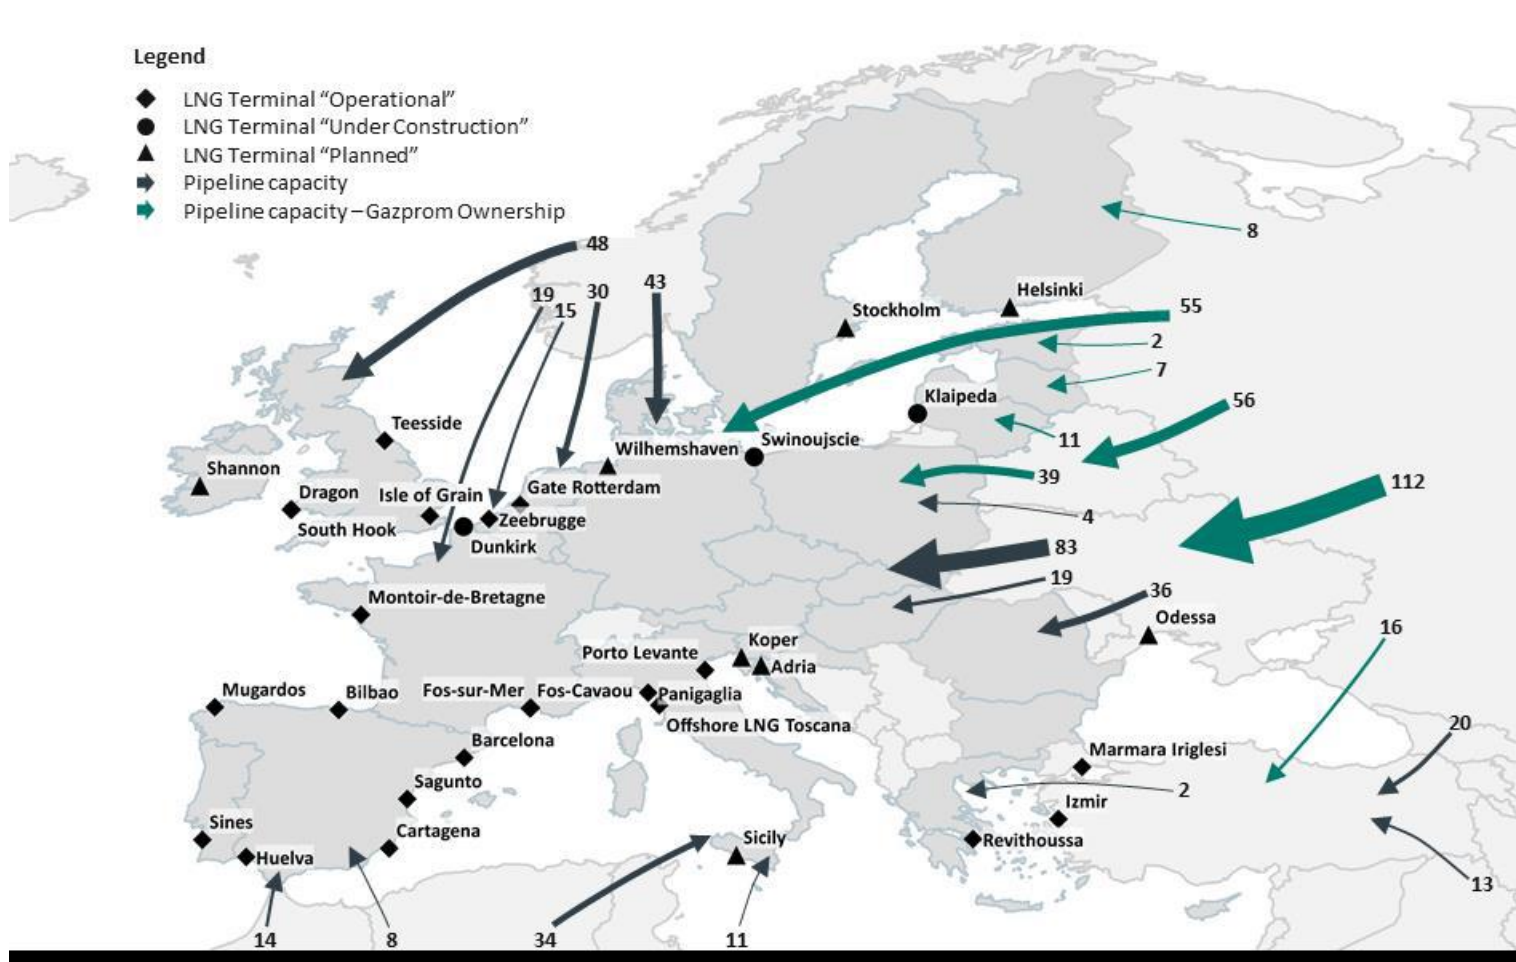 Legend
LNG Terminal “Operational”
LNG Terminal “Under Construction”
LNG Terminal “Planned”
Pipeline capacity
Pipeline capacity – Gazprom Ownership
8
48
43
30
19
15
Helsinki
Stockholm
55
2
7
Klaipeda
56
11
Teesside
Swinoujscie
Wilhemshaven
Shannon
39
112
Dragon
Isle of Grain
Gate Rotterdam
South Hook
Zeebrugge
4
Dunkirk
83
19
36
Montoir-de-Bretagne
Odessa
16
Koper
Porto Levante
Adria
Mugardos
Bilbao
Fos-sur-Mer
Fos-Cavaou
Panigaglia
Offshore LNG Toscana
20
Barcelona
Marmara Iriglesi
Sagunto
2
Izmir
Sines
Cartagena
Sicily
Revithoussa
Huelva
13
14
8
34
11